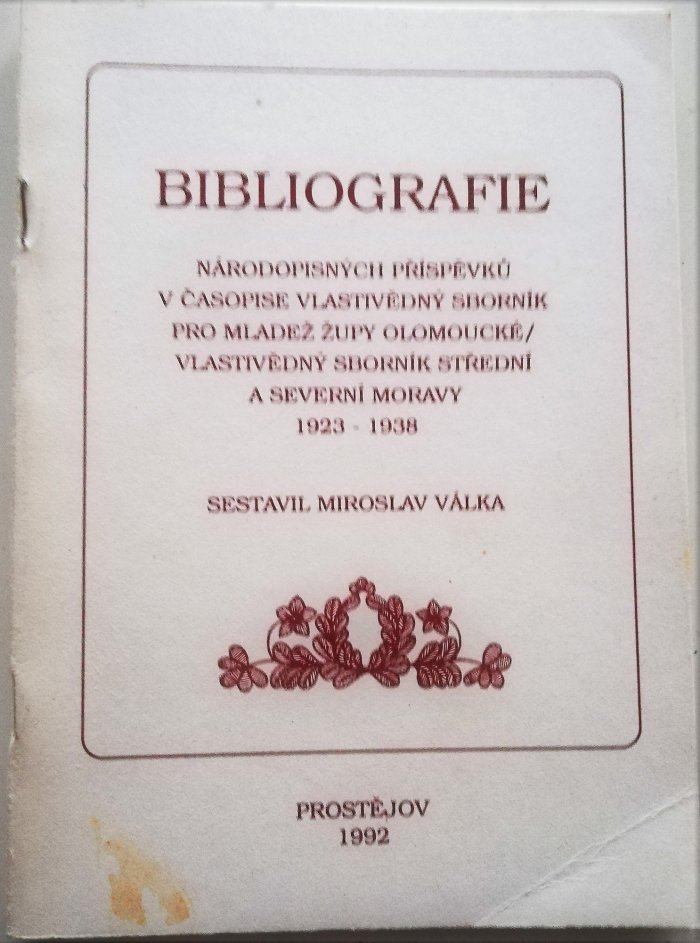 BIBLIOGRAFIE
NÁRODOPISNÝCH PŘÍSPĚVKŮ
V ČASOPISE VLASTIVĚDNÝ SBORNÍK
PRO MLADEŽ ŽUPY OLOMOUCKÉ/
VLASTIVĚDNÝ SBORNÍK STŘEDNÍ
A SEVERNÍ MORAVY
1923 - 1938
SESTAVIL MIROSLAV VÁLKA
PROSTĚJOV
1992